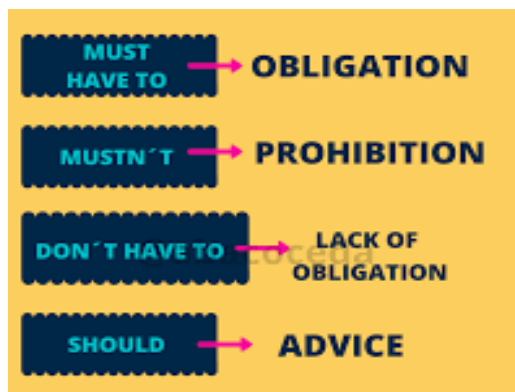 MUST
HAVE TO
OBLIGATION
MUSTN´T
PROHIBITION
DON´T HAVE TO
LACK OF
OBLIGATION
SHOULD
ADVICE